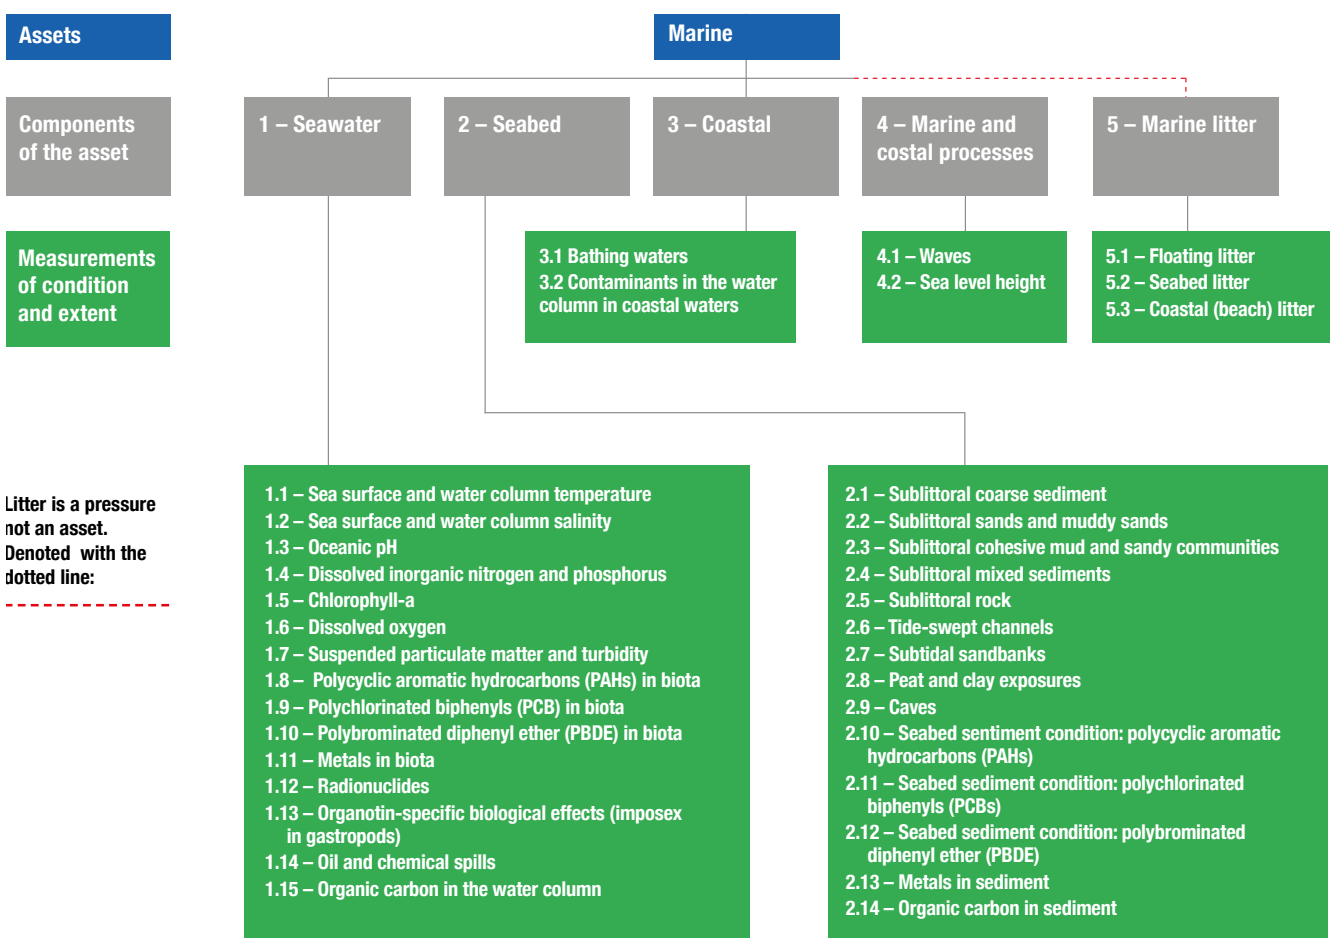 Assets
Marine
Components
of the asset
1 – Seawater
2 – Seabed
3 – Coastal
4 – Marine and
costal processes
5 – Marine litter
Measurements
of condition
and extent
3.1 Bathing waters
3.2 Contaminants in the water
column in coastal waters
4.1 – Waves
4.2 – Sea level height
5.1 – Floating litter
5.2 – Seabed litter
5.3 – Coastal (beach) litter
Litter is a pressure
not an asset.
Denoted with the
dotted line:
1.1 – Sea surface and water column temperature
1.2 – Sea surface and water column salinity
1.3 – Oceanic pH
1.4 – Dissolved inorganic nitrogen and phosphorus
1.5 – Chlorophyll-a
1.6 – Dissolved oxygen
1.7 – Suspended particulate matter and turbidity
1.8 – Polycyclic aromatic hydrocarbons (PAHs) in biota
1.9 – Polychlorinated biphenyls (PCB) in biota
1.10 – Polybrominated diphenyl ether (PBDE) in biota
1.11 – Metals in biota
1.12 – Radionuclides
1.13 – Organotin-specific biological effects (imposex
in gastropods)
1.14 – Oil and chemical spills
1.15 – Organic carbon in the water column
2.1 – Sublittoral coarse sediment
2.2 – Sublittoral sands and muddy sands
2.3 – Sublittoral cohesive mud and sandy communities
2.4 – Sublittoral mixed sediments
2.5 – Sublittoral rock
2.6 – Tide-swept channels
2.7 – Subtidal sandbanks
2.8 – Peat and clay exposures
2.9 – Caves
2.10 – Seabed sentiment condition: polycyclic aromatic
hydrocarbons (PAHs)
2.11 – Seabed sediment condition: polychlorinated
biphenyls (PCBs)
2.12 – Seabed sediment condition: polybrominated
diphenyl ether (PBDE)
2.13 – Metals in sediment
2.14 – Organic carbon in sediment